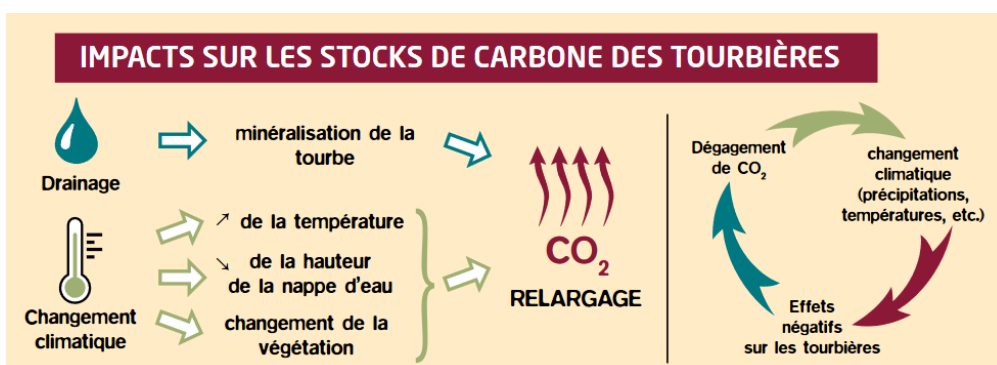 IMPACTS SUR LES STOCKS DE CARBONE DES TOURBIÈRES
Drainage
minéralisation de la
tourbe
Changement
climatique
↗ de la température
↘ de la hauteur
de la nappe d'eau
changement de la
végétation
CO₂
RELARGAGE
Dégagement
de CO₂
changement
climatique
(précipitations,
températures, etc.)
Effets
négatifs
sur les tourbières